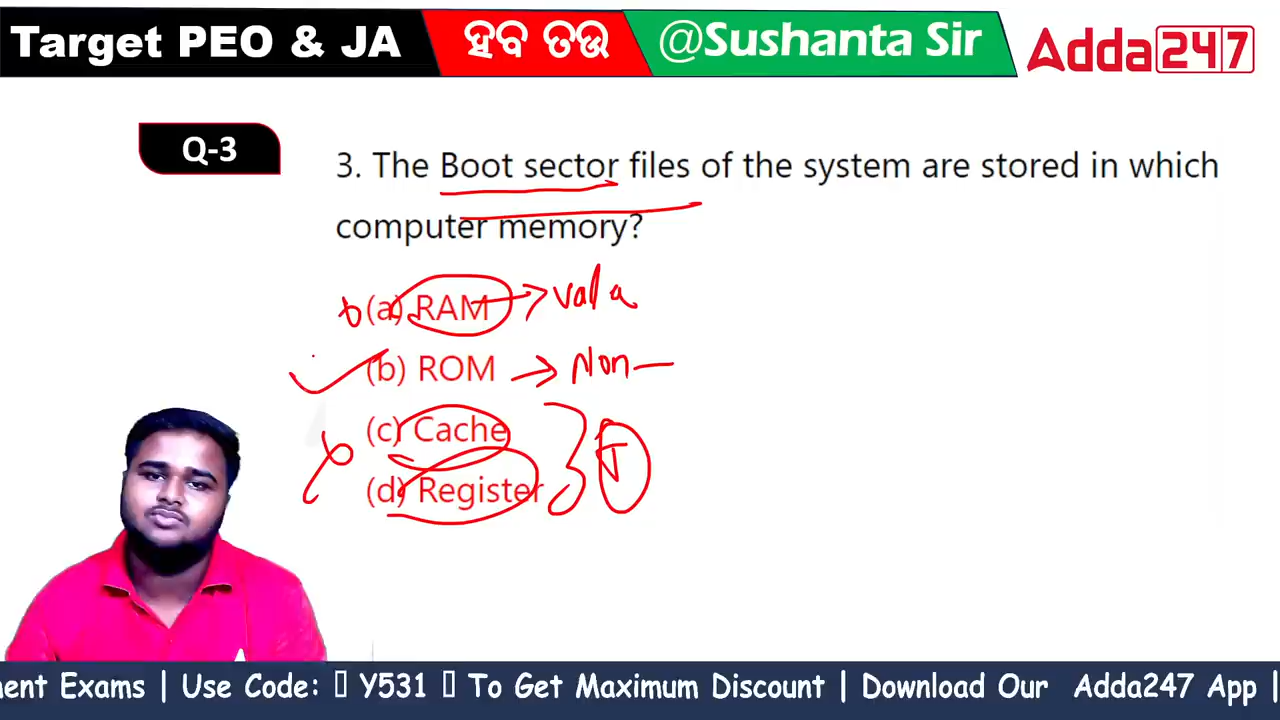 Target PEO & JA ହବ ତଉ @Sushanta Sir Adda247
Q-3
3. The Boot sector files of the system are stored in which
computer memory?
(a) RAM
(b) ROM → Non-
(c) Cache
(d) Register
nent Exams | Use Code: Y531 To Get Maximum Discount | Download Our Adda247 App |